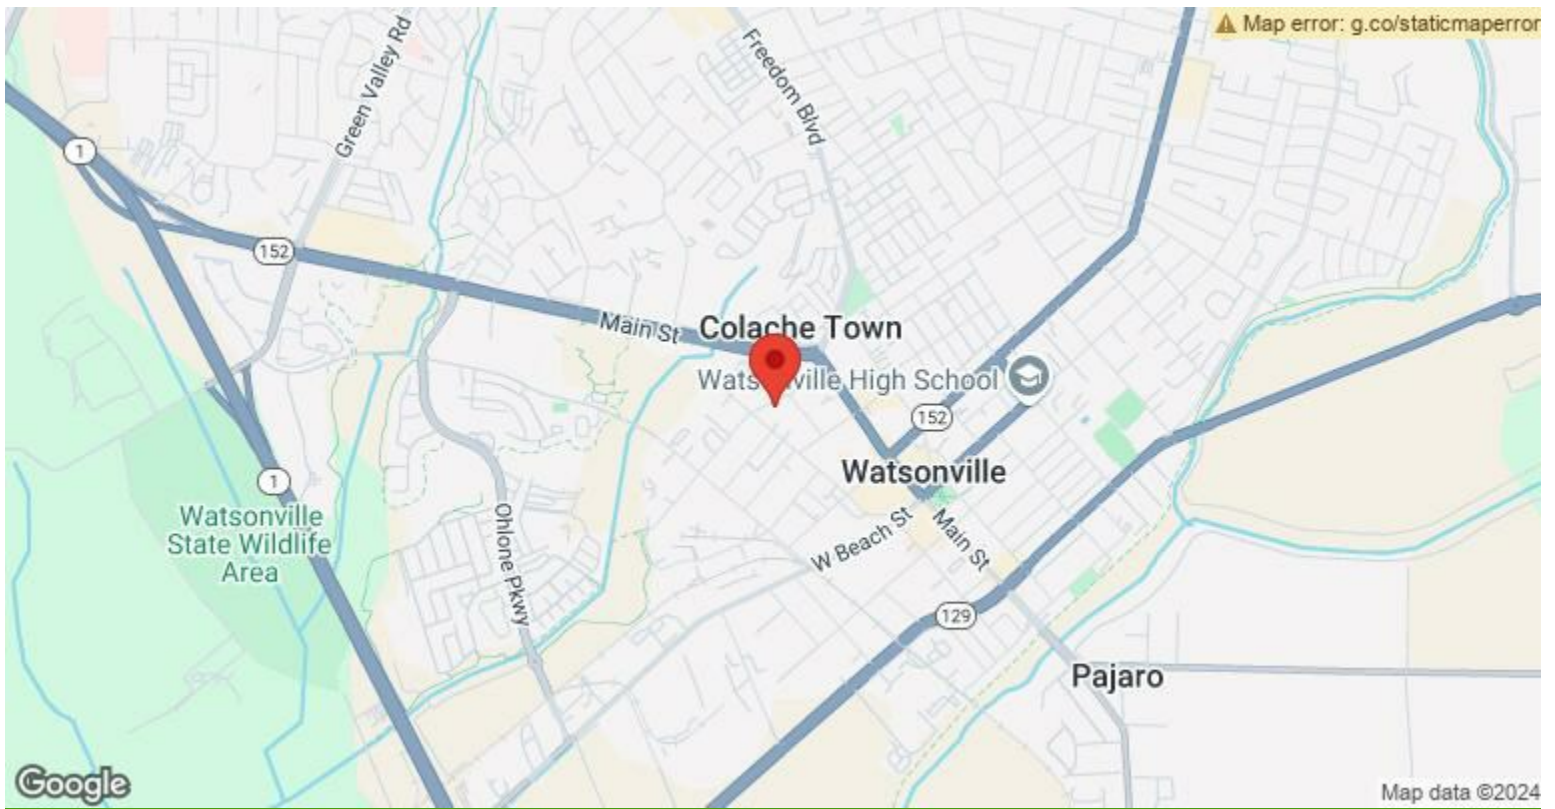 Map error: g.co/staticmaperror
Green Valley Rd
Freedom Blvd
1
152
Main St
Colache Town
Watsonville High School
152
Watsonville
1
Watsonville
State Wildlife
Area
Ohlone Pkwy
W Beach St
Main St
129
Pajaro
Google
Map data ©2024